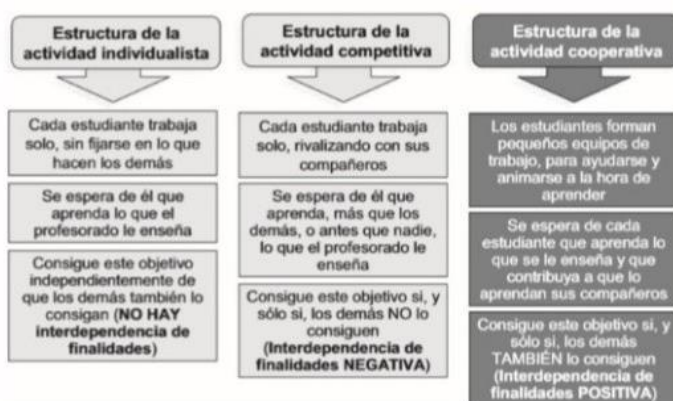 Estructura de la
actividad individualista
Cada estudiante trabaja
solo, sin fijarse en lo que
hacen los demás
Se espera de él que
aprenda lo que el
profesorado le enseña
Consigue este objetivo
independientemente de
que los demás también lo
consigan (NO HAY
interdependencia de
finalidades)
Estructura de la
actividad competitiva
Cada estudiante trabaja
solo, rivalizando con sus
compañeros
Se espera de él que
aprenda, más que los
demás, o antes que nadie,
lo que el profesorado le
enseña
Consigue este objetivo si, y
sólo si, los demás NO lo
consiguen
(Interdependencia de
finalidades NEGATIVA)
Estructura de la
actividad cooperativa
Los estudiantes forman
pequeños equipos de
trabajo, para ayudarse y
animarse a la hora de
aprender
Se espera de cada
estudiante que aprenda lo
que se le enseña y que
contribuya a que lo
aprendan sus compañeros
Consigue este objetivo si, y
sólo si, los demás
TAMBIÉN lo consiguen
(Interdependencia de
finalidades POSITIVA)